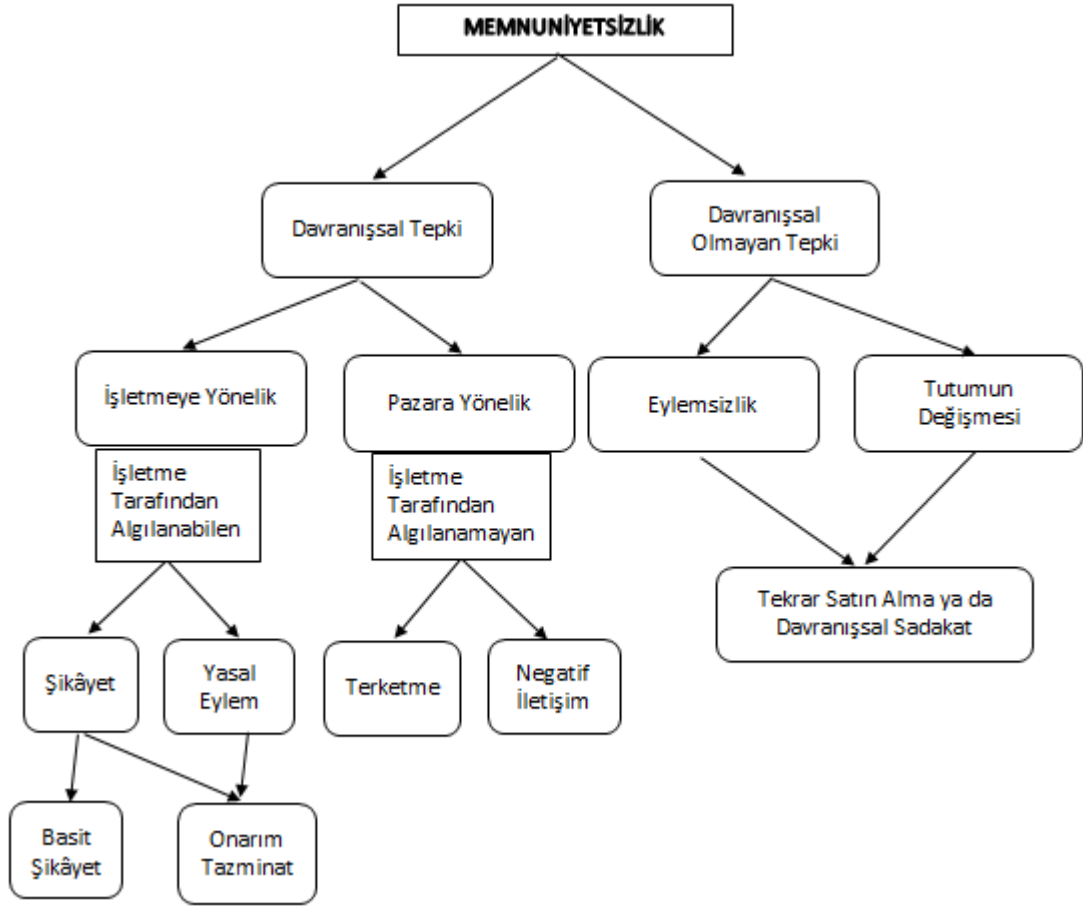 MEMNUNİYETSİZLİK
Davranışsal Tepki
Davranışsal
Olmayan Tepki
İşletmeye Yönelik
Pazara Yönelik
Eylemsizlik
Tutumun
Değişmesi
İşletme
Tarafından
Algılanabilen
İşletme
Tarafından
Algılanamayan
Tekrar Satın Alma ya da
Davranışsal Sadakat
Şikâyet
Yasal
Eylem
Terketme
Negatif
İletişim
Basit
Şikâyet
Onarım
Tazminat